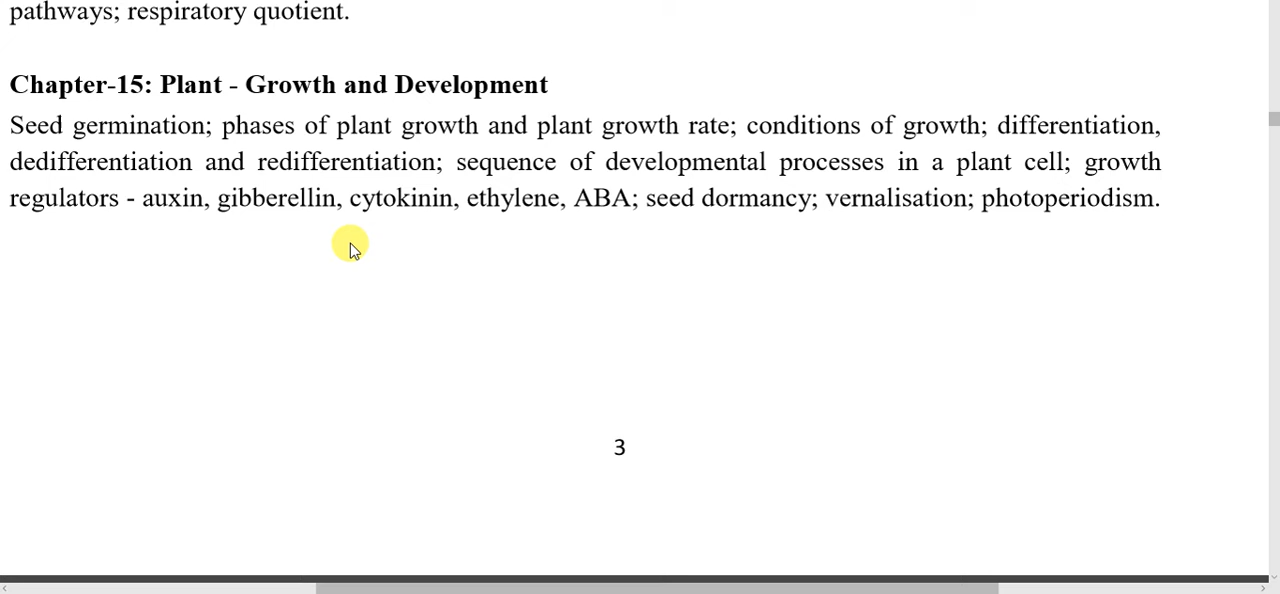 pathways; respiratory quotient.
Chapter-15: Plant - Growth and Development
Seed germination; phases of plant growth and plant growth rate; conditions of growth; differentiation,
dedifferentiation and redifferentiation; sequence of developmental processes in a plant cell; growth
regulators - auxin, gibberellin, cytokinin, ethylene, ABA; seed dormancy; vernalisation; photoperiodism.
3